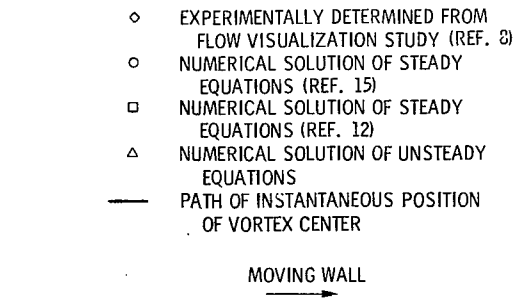 EXPERIMENTALLY DETERMINED FROM
FLOW VISUALIZATION STUDY (REF. 8)
NUMERICAL SOLUTION OF STEADY
EQUATIONS (REF. 15)
NUMERICAL SOLUTION OF STEADY
EQUATIONS (REF. 12)
NUMERICAL SOLUTION OF UNSTEADY
EQUATIONS
PATH OF INSTANTANEOUS POSITION
OF VORTEX CENTER
MOVING WALL